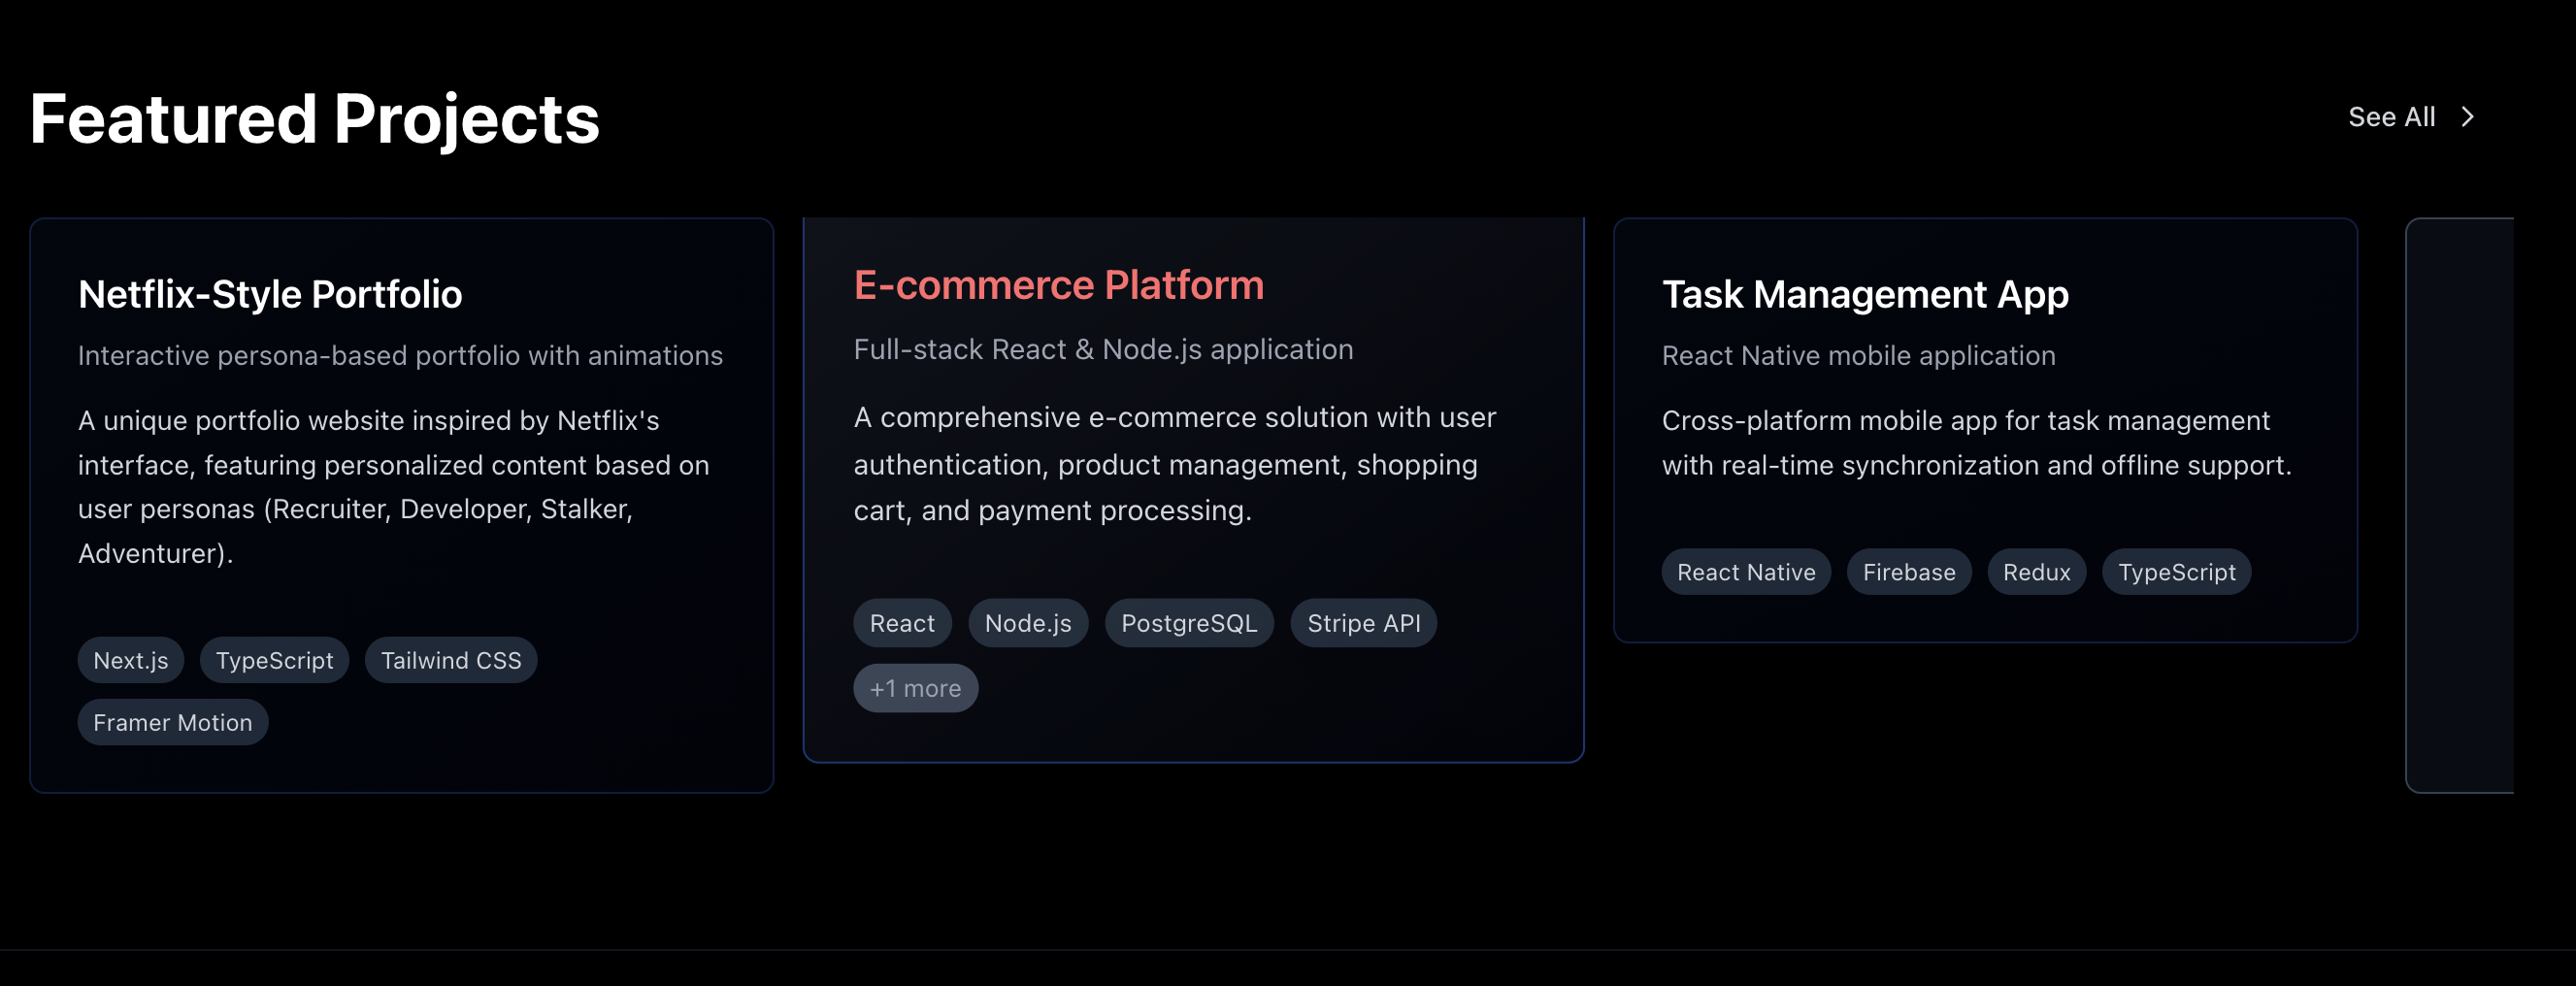 Featured Projects
See All
Netflix-Style Portfolio
Interactive persona-based portfolio with animations
A unique portfolio website inspired by Netflix's
interface, featuring personalized content based on
user personas (Recruiter, Developer, Stalker,
Adventurer).
Next.js TypeScript Tailwind CSS
Framer Motion
E-commerce Platform
Full-stack React & Node.js application
A comprehensive e-commerce solution with user
authentication, product management, shopping
cart, and payment processing.
React Node.js PostgreSQL Stripe API
+1 more
Task Management App
React Native mobile application
Cross-platform mobile app for task management
with real-time synchronization and offline support.
React Native Firebase Redux TypeScript